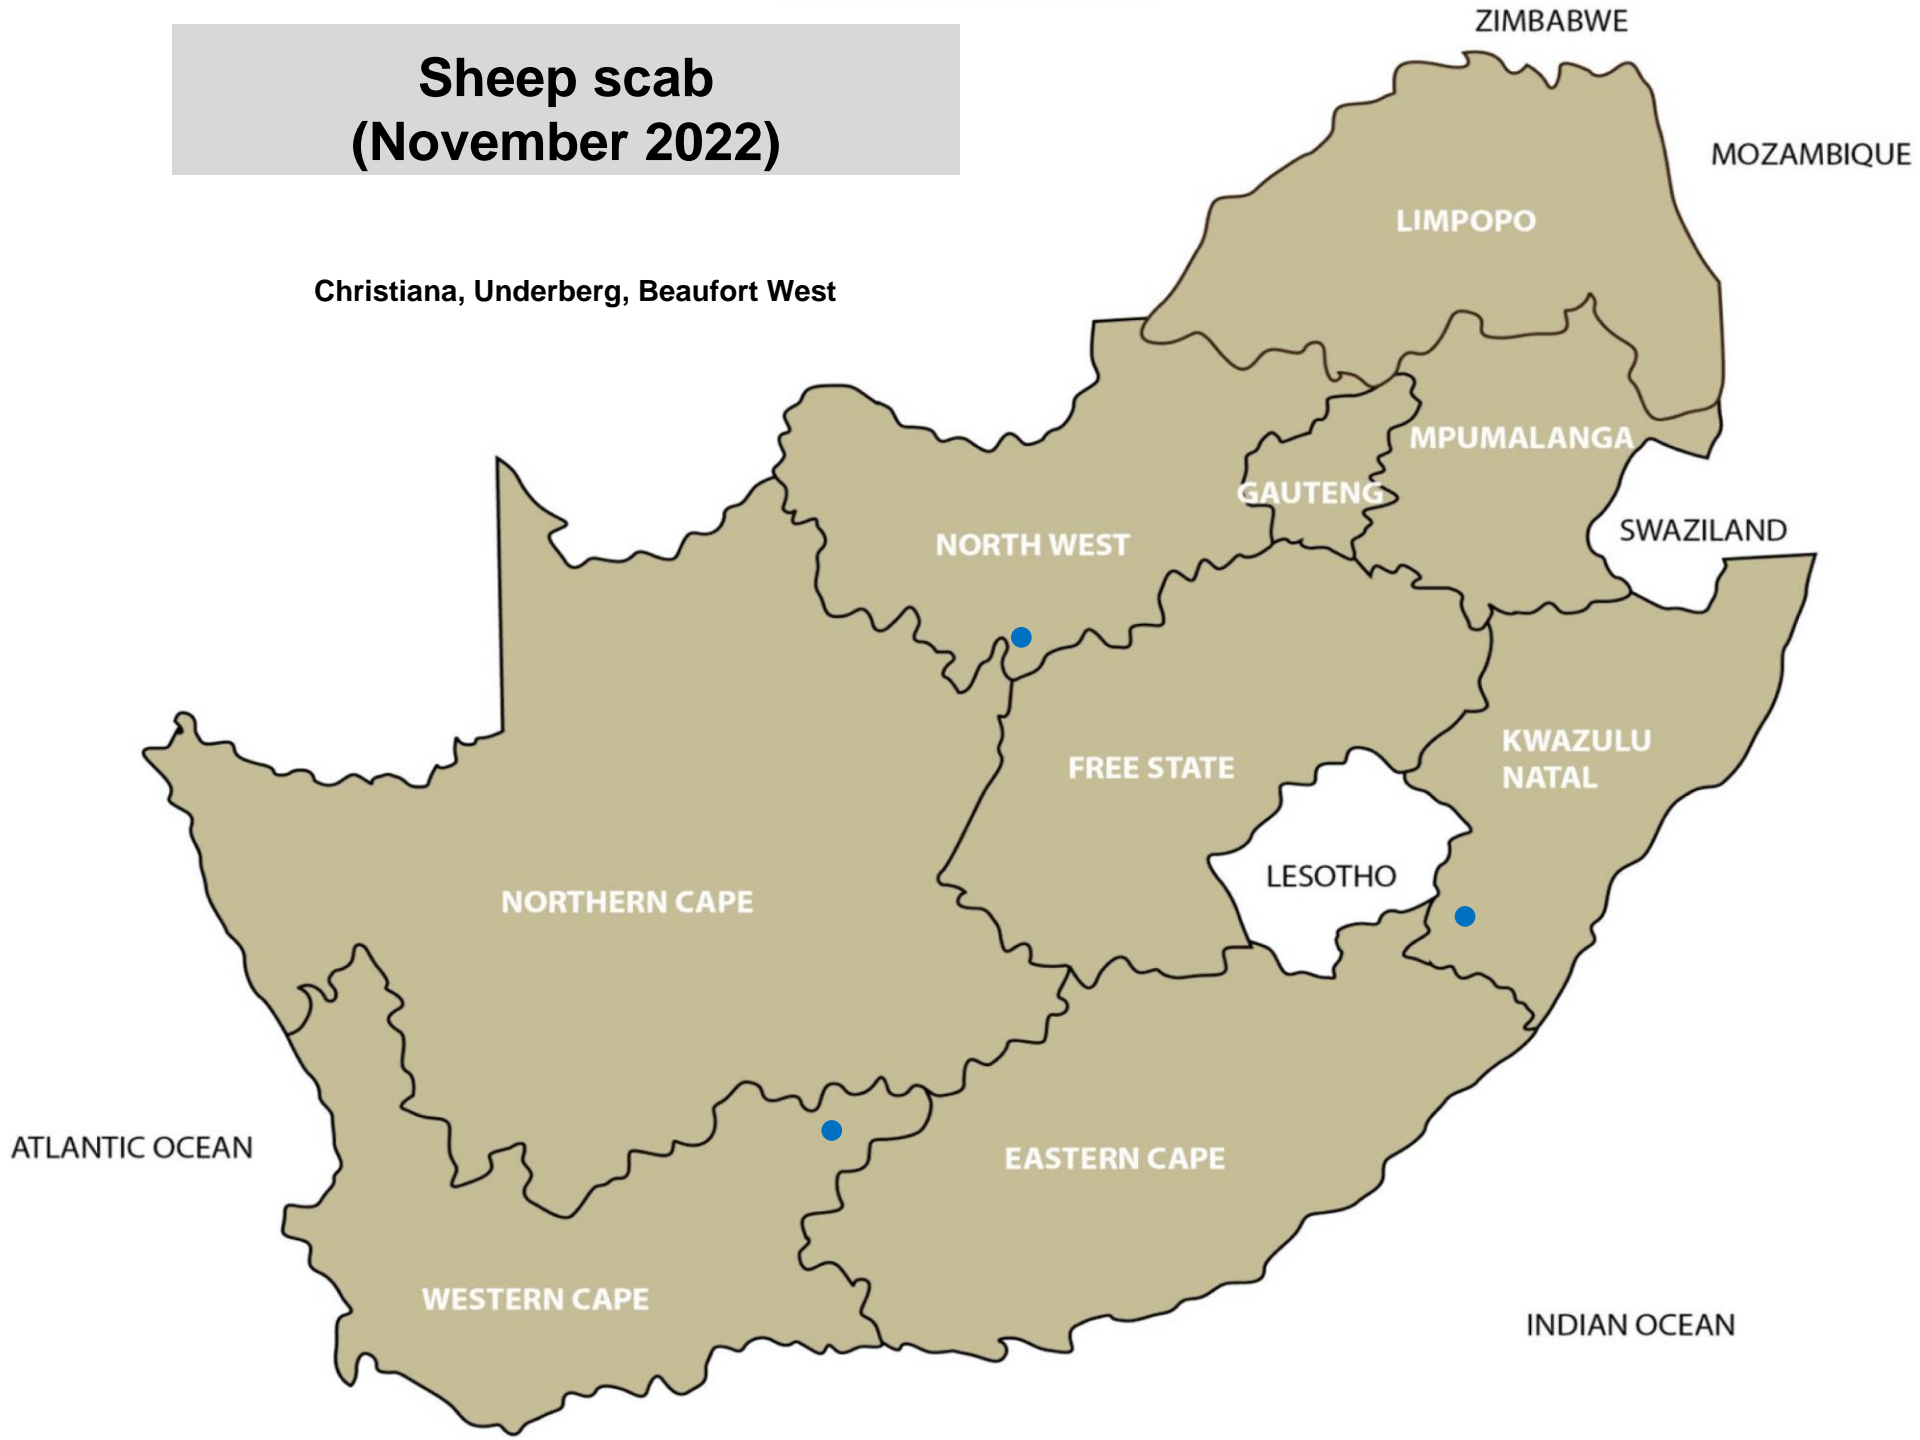 Sheep scab
(November 2022)
Christiana, Underberg, Beaufort West
ZIMBABWE
MOZAMBIQUE
LIMPOPO
MPUMALANGA
GAUTENG
SWAZILAND
NORTH WEST
KWAZULU
NATAL
FREE STATE
LESOTHO
NORTHERN CAPE
ATLANTIC OCEAN
EASTERN CAPE
WESTERN CAPE
INDIAN OCEAN